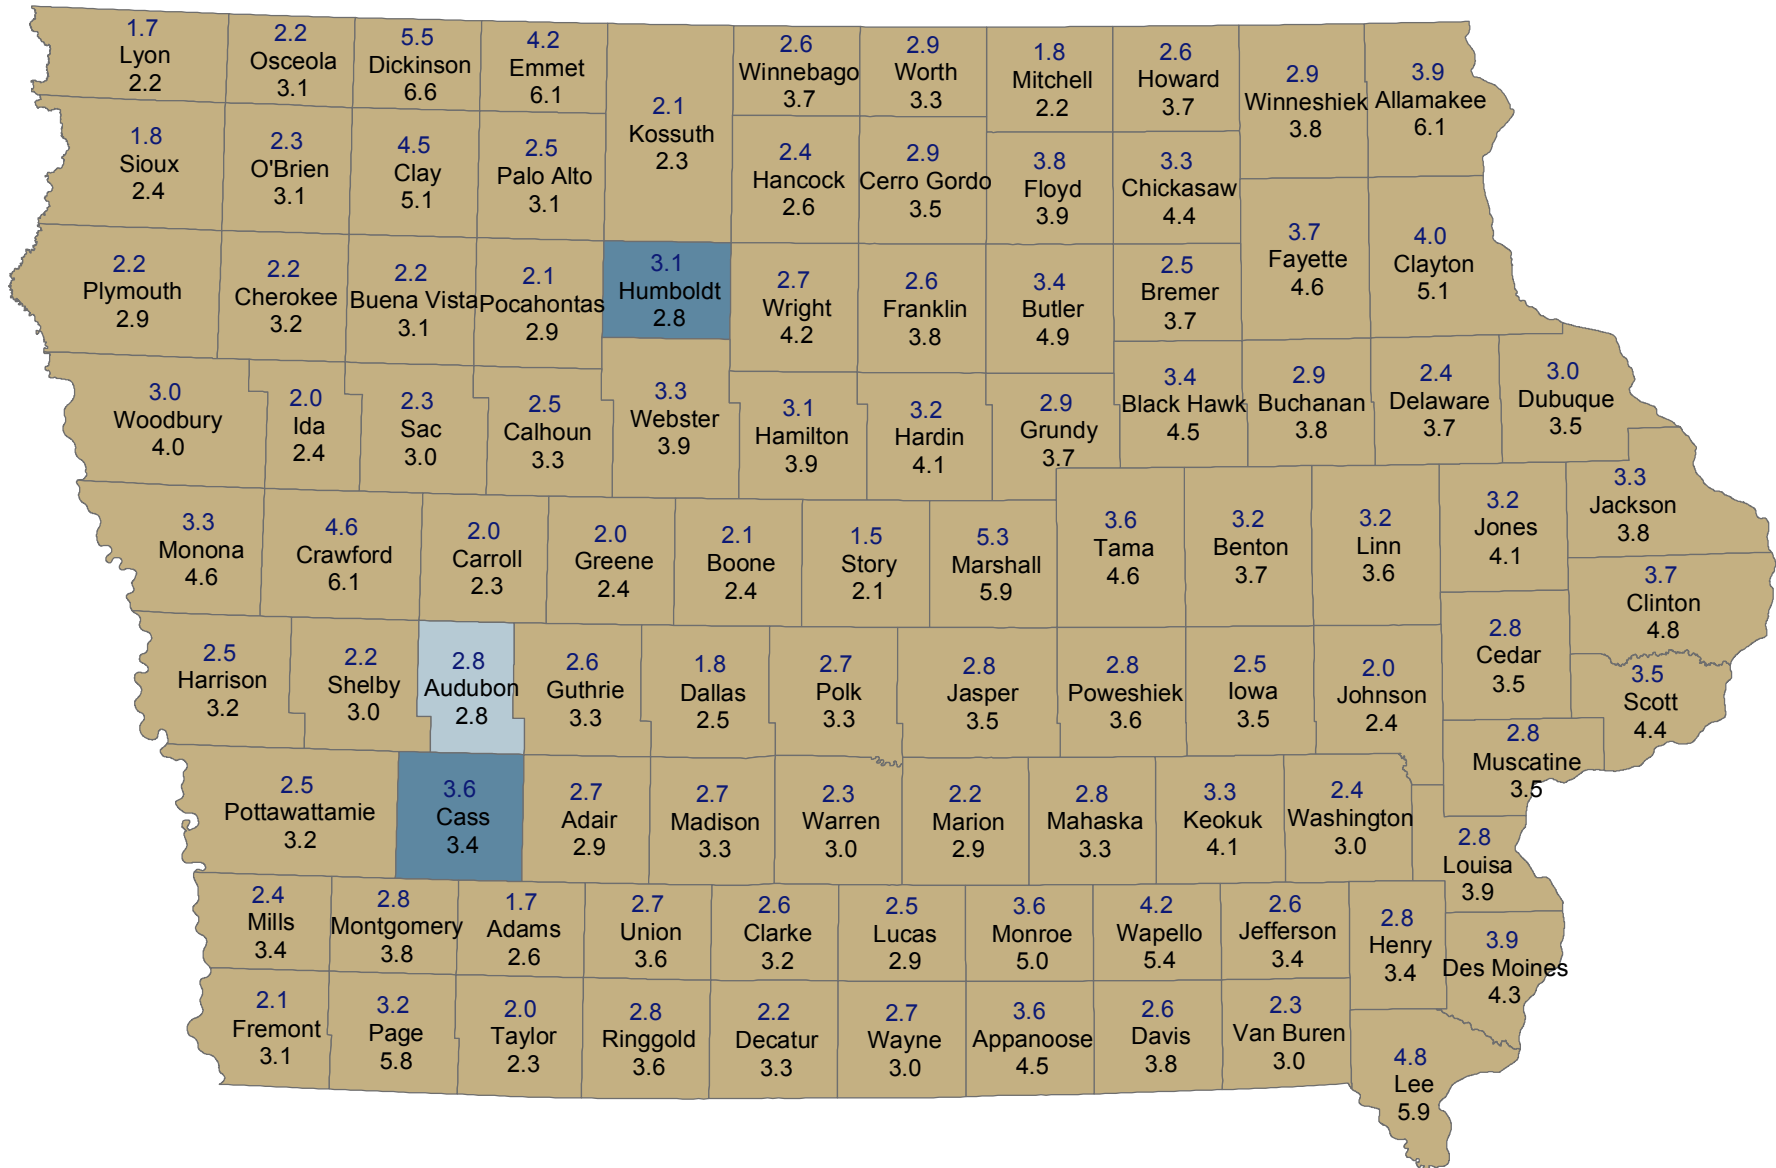 1.7
Lyon
2.2
2.2
Osceola
3.1
5.5
Dickinson
6.6
4.2
Emmet
6.1
2.1
Kossuth
2.3
2.6
Winnebago
3.7
2.9
Worth
3.3
1.8
Mitchell
2.2
2.6
Howard
3.7
2.9
Winneshiek
3.8
3.9
Allamakee
6.1
1.8
Sioux
2.4
2.3
O'Brien
3.1
4.5
Clay
5.1
2.5
Palo Alto
3.1
2.4
Hancock
2.6
2.9
Cerro Gordo
3.5
3.8
Floyd
3.9
3.3
Chickasaw
4.4
2.2
Plymouth
2.9
2.2
Cherokee
3.2
2.2
Buena Vista
3.1
2.1
Pocahontas
2.9
3.1
Humboldt
2.8
2.7
Wright
4.2
2.6
Franklin
3.8
3.4
Butler
4.9
2.5
Bremer
3.7
3.7
Fayette
4.6
4.0
Clayton
5.1
3.0
Woodbury
4.0
2.0
Ida
2.4
2.3
Sac
3.0
2.5
Calhoun
3.3
3.3
Webster
3.9
3.1
Hamilton
3.9
3.2
Hardin
4.1
2.9
Grundy
3.7
3.4
Black Hawk
4.5
2.9
Buchanan
3.8
2.4
Delaware
3.7
3.0
Dubuque
3.5
3.3
Monona
4.6
4.6
Crawford
6.1
2.0
Carroll
2.3
2.0
Greene
2.4
2.1
Boone
2.4
1.5
Story
2.1
5.3
Marshall
5.9
3.6
Tama
4.6
3.2
Benton
3.7
3.2
Linn
3.6
3.2
Jones
4.1
3.3
Jackson
3.8
3.7
Clinton
4.8
2.5
Harrison
3.2
2.2
Shelby
3.0
2.8
Audubon
2.8
2.6
Guthrie
3.3
1.8
Dallas
2.5
2.7
Polk
3.3
2.8
Jasper
3.5
2.8
Poweshiek
3.6
2.5
Iowa
3.5
2.0
Johnson
2.4
2.8
Cedar
3.5
3.5
Scott
4.4
2.8
Muscatine
3.5
2.5
Pottawattamie
3.2
3.6
Cass
3.4
2.7
Adair
2.9
2.7
Madison
3.3
2.3
Warren
3.0
2.2
Marion
2.9
2.8
Mahaska
3.3
3.3
Keokuk
4.1
2.4
Washington
3.0
2.8
Louisa
3.9
2.4
Mills
3.4
2.8
Montgomery
3.8
1.7
Adams
2.6
2.7
Union
3.6
2.6
Clarke
3.2
2.5
Lucas
2.9
3.6
Monroe
5.0
4.2
Wapello
5.4
2.6
Jefferson
3.4
2.8
Henry
3.4
3.9
Des Moines
4.3
2.1
Fremont
3.1
3.2
Page
5.8
2.0
Taylor
2.3
2.8
Ringgold
3.6
2.2
Decatur
3.3
2.7
Wayne
3.0
3.6
Appanoose
4.5
2.6
Davis
3.8
2.3
Van Buren
3.0
4.8
Lee
5.9